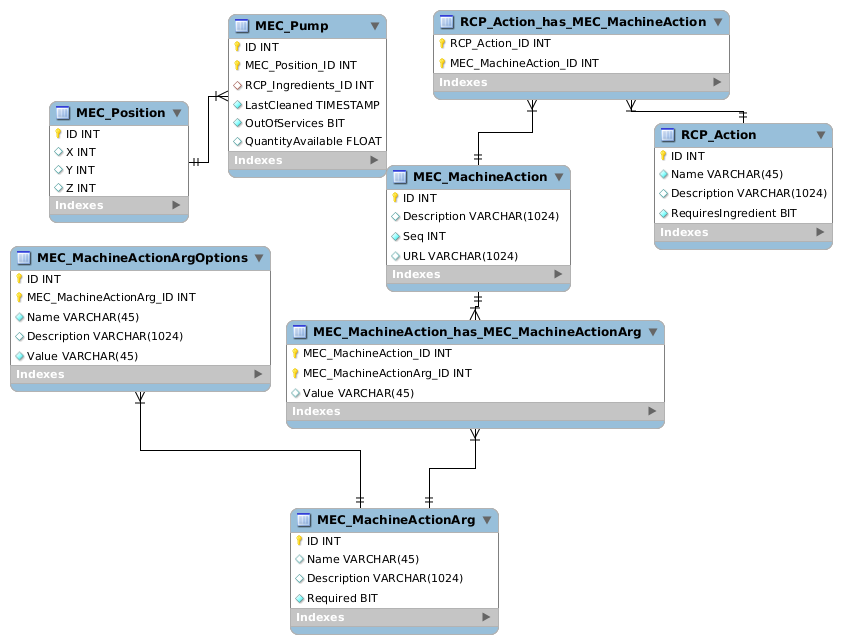 MEC_Pump
ID INT
MEC_Position_ID INT
RCP_Ingredients_ID INT
LastCleaned TIMESTAMP
OutOfServices BIT
QuantityAvailable FLOAT
Indexes
RCP_Action_has_MEC_MachineAction
RCP_Action_ID INT
MEC_MachineAction_ID INT
Indexes
MEC_Position
ID INT
X INT
Y INT
Z INT
Indexes
RCP_Action
ID INT
Name VARCHAR(45)
Description VARCHAR(1024)
RequiresIngredient BIT
Indexes
MEC_MachineAction
ID INT
Description VARCHAR(1024)
Seq INT
URL VARCHAR(1024)
Indexes
MEC_MachineActionArgOptions
ID INT
MEC_MachineActionArg_ID INT
Name VARCHAR(45)
Description VARCHAR(1024)
Value VARCHAR(45)
Indexes
MEC_MachineAction_has_MEC_MachineActionArg
MEC_MachineAction_ID INT
MEC_MachineActionArg_ID INT
Value VARCHAR(45)
Indexes
MEC_MachineActionArg
ID INT
Name VARCHAR(45)
Description VARCHAR(1024)
Required BIT
Indexes